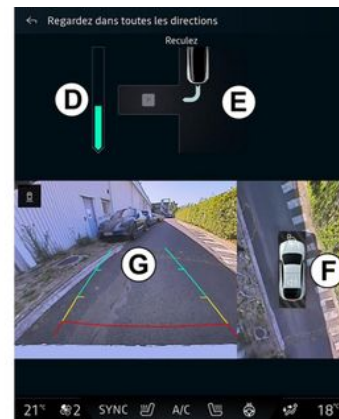 Regardez dans toutes les directions
Reculez
D
E
G
F
21°C 2 SYNC A/C 18°C